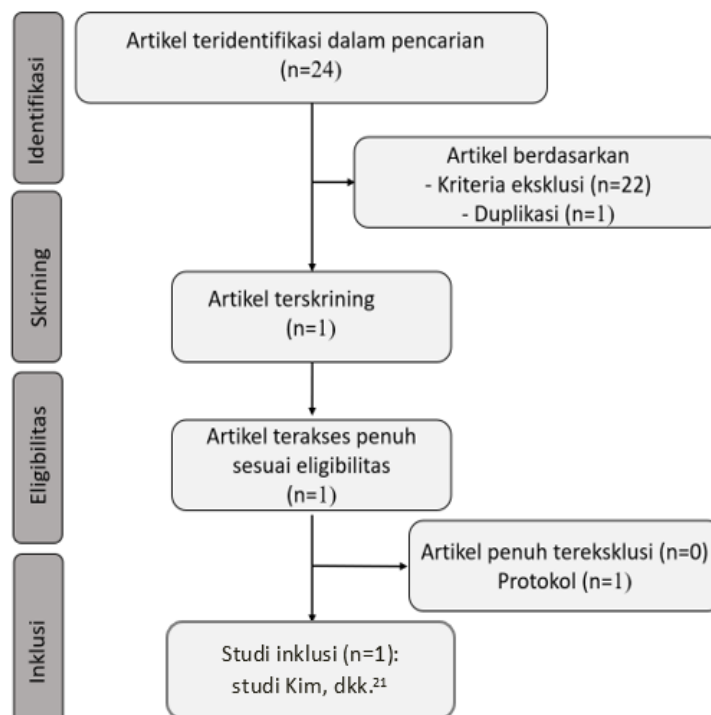 Identifikasi
Artikel teridentifikasi dalam pencarian
(n=24)
Artikel berdasarkan
- Kriteria eksklusi (n=22)
- Duplikasi (n=1)
Skrining
Artikel terskrining
(n=1)
Eligibilitas
Artikel terakses penuh
sesuai eligibilitas
(n=1)
Artikel penuh tereksklusi (n=0)
Protokol (n=1)
Inklusi
Studi inklusi (n=1):
studi Kim, dkk.²¹